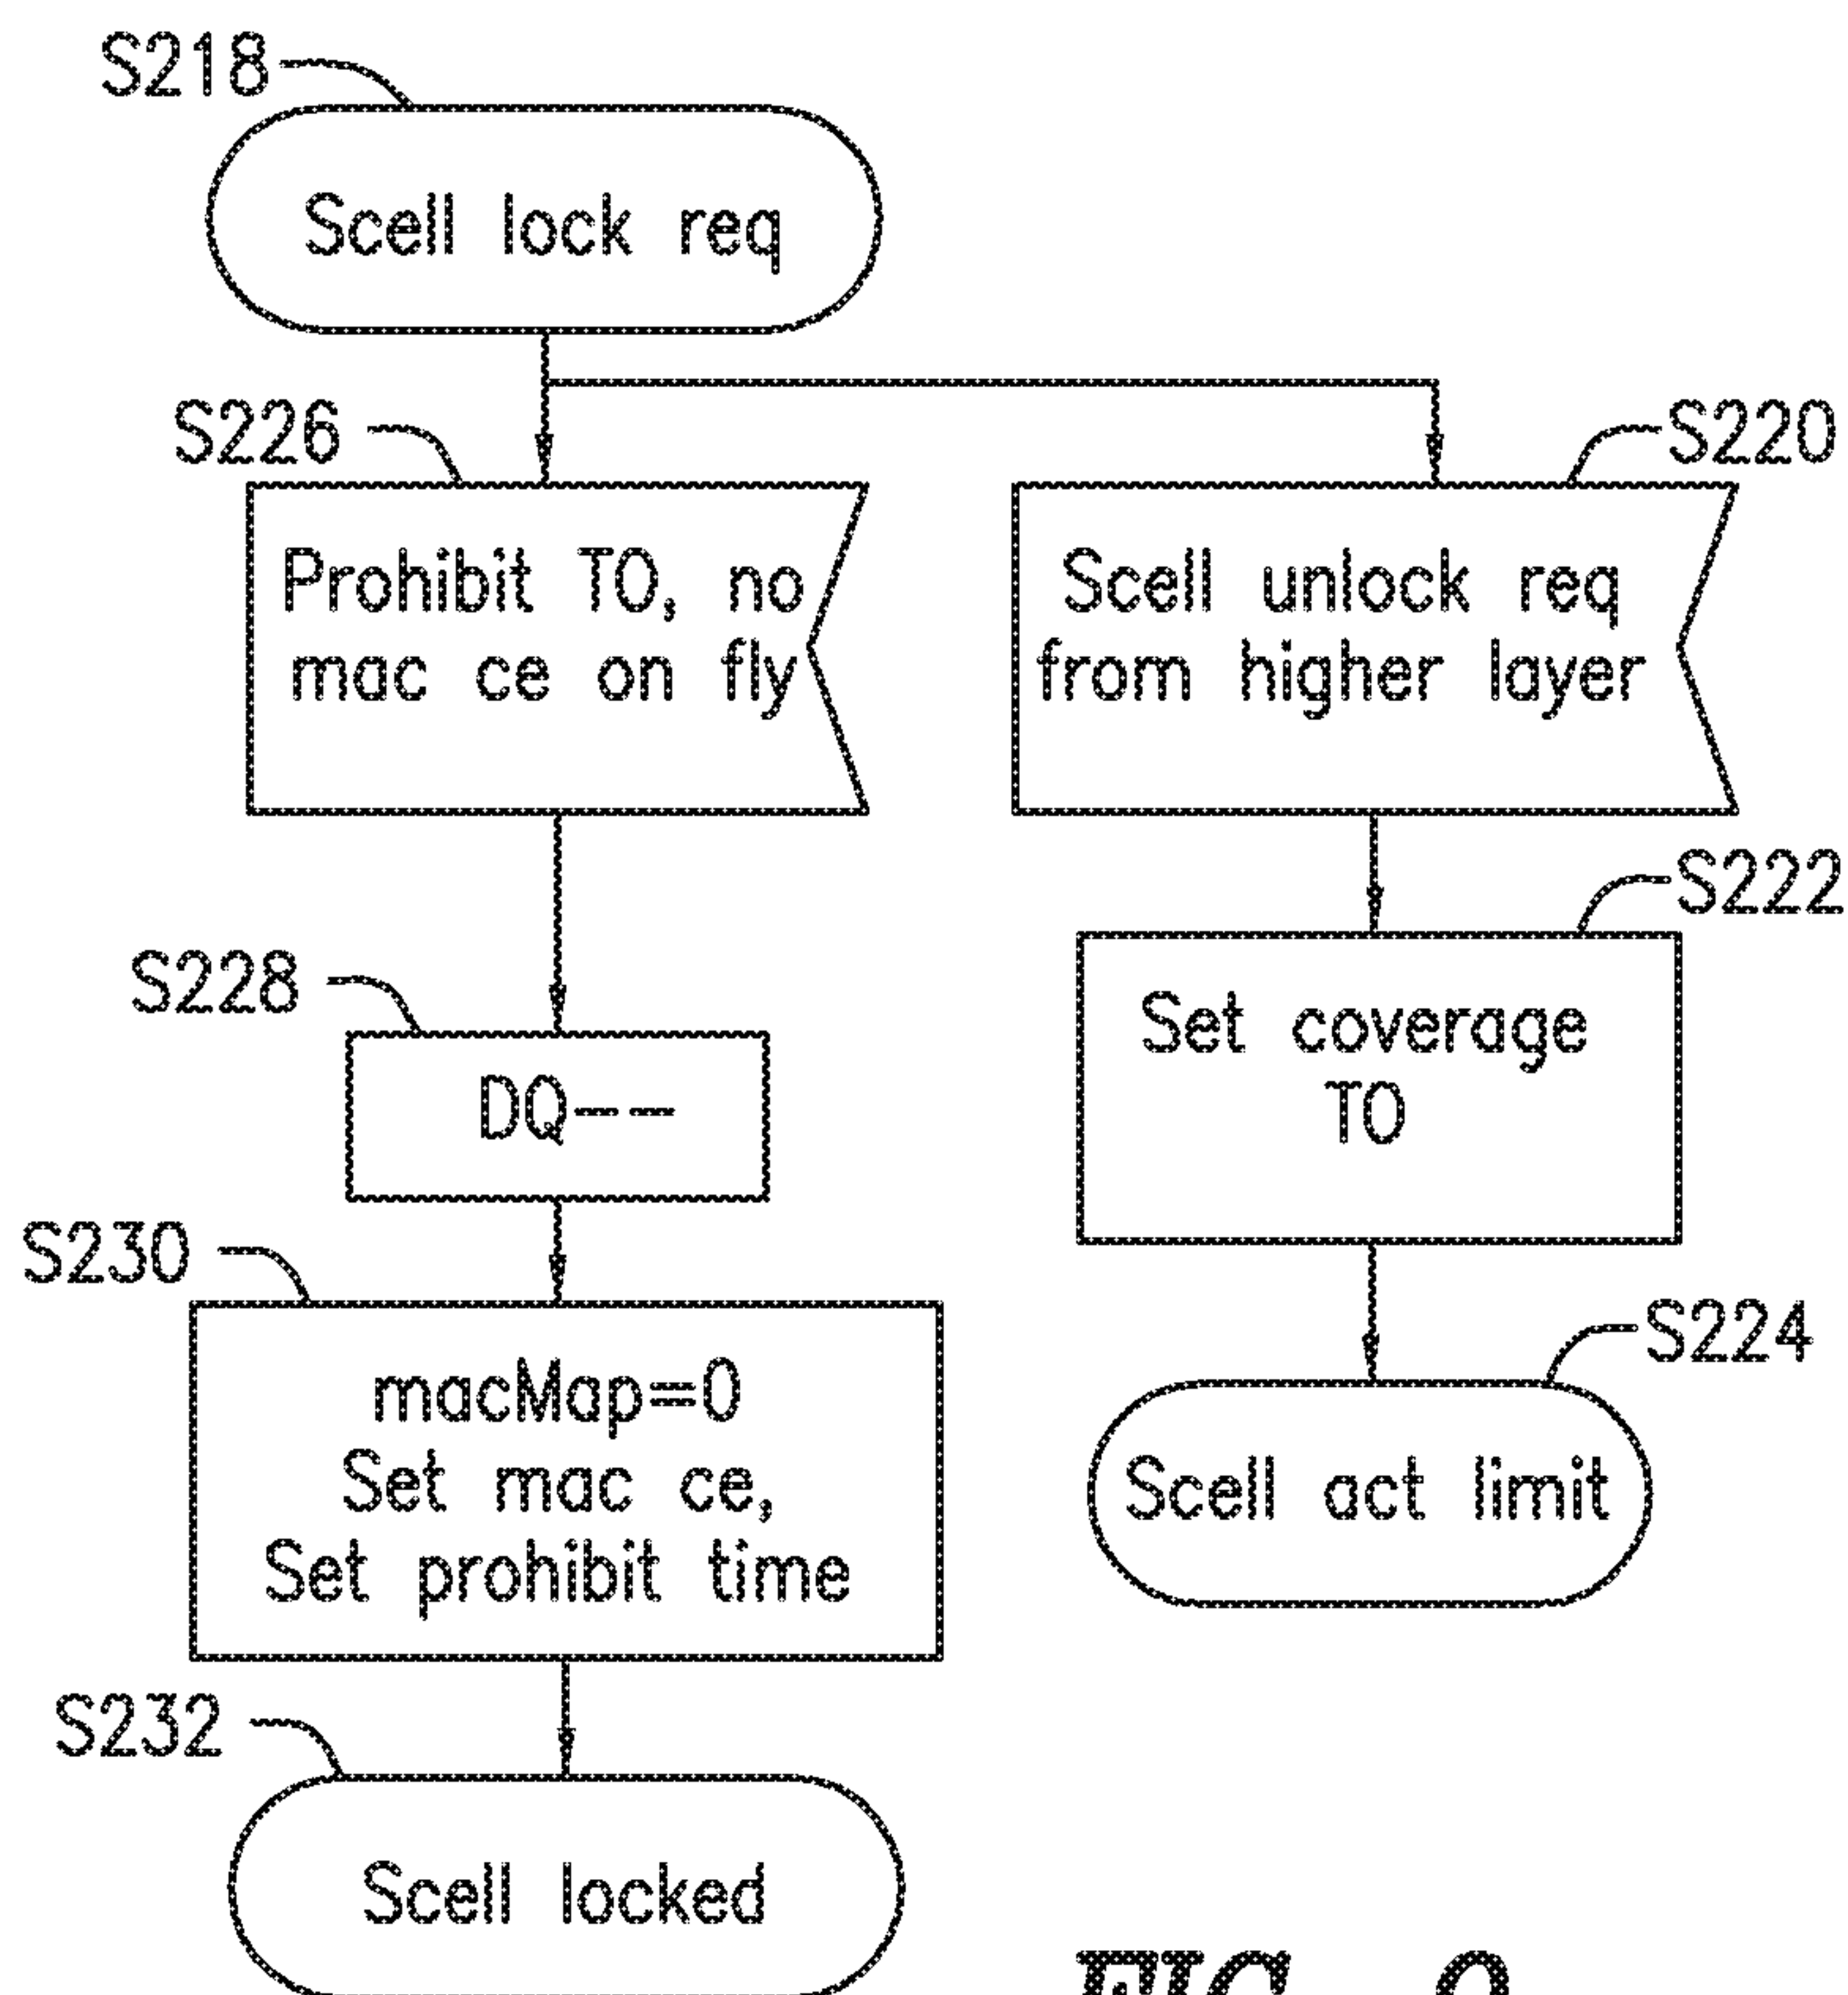 S218
Scell lock req
S226
Prohibit TO, no
mac ce on fly
S220
Scell unlock req
from higher layer
S228
DQ--
S222
Set coverage
TO
S230
macMap=0
Set mac ce,
Set prohibit time
S224
Scell act limit
S232
Scell locked
FIG.